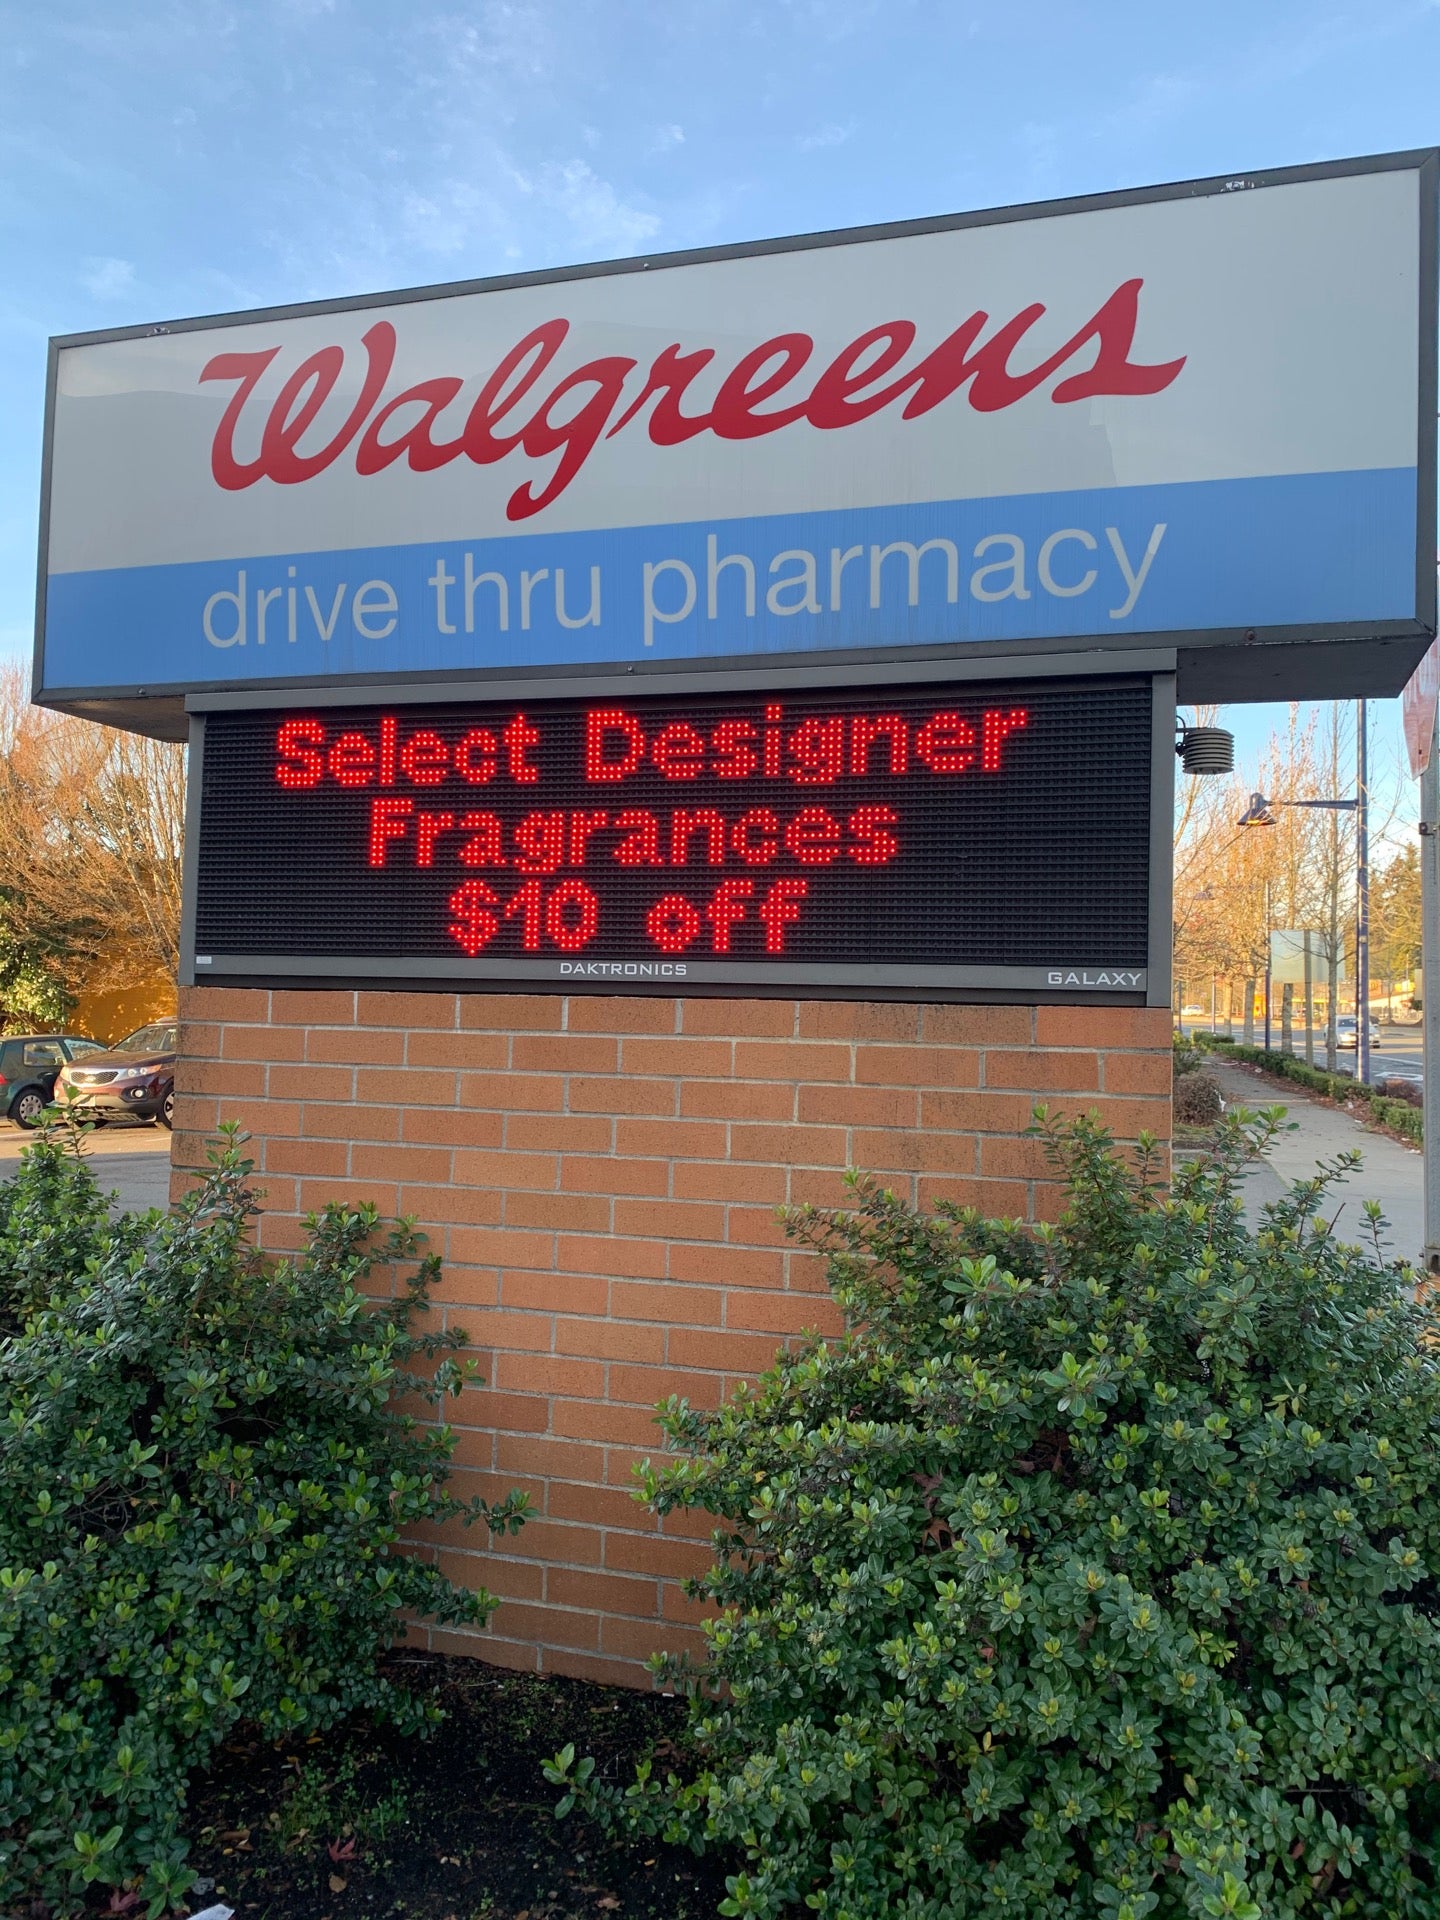 Walgreens
drive thru pharmacy
Select Designer
Fragrances
$10 off
DAKTRONICS
GALAXY